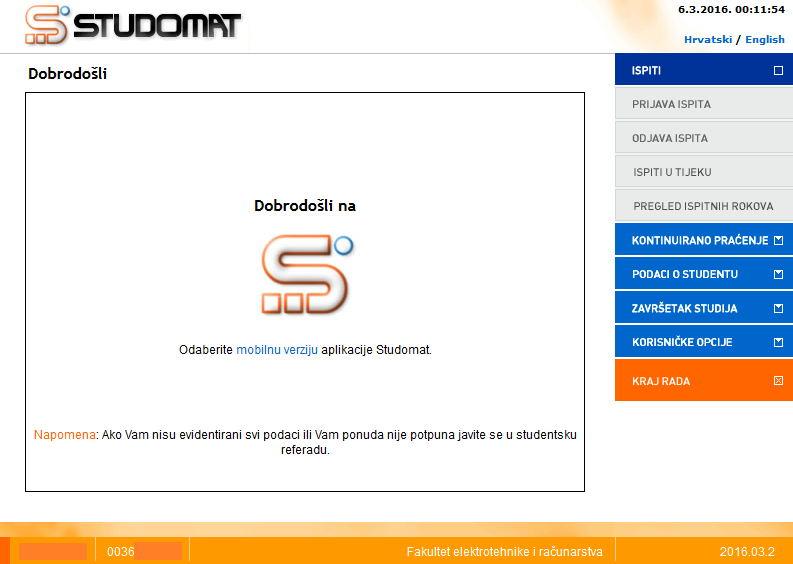 STUDOMAT
6.3.2016. 00:11:54
Hrvatski / English
Dobrodošli
Dobrodošli na
Odaberite mobilnu verziju aplikacije Studomat.
Napomena: Ako Vam nisu evidentirani svi podaci ili Vam ponuda nije potpuna javite se u studentsku
referadu.
ISPITI
PRIJAVA ISPITA
ODJAVA ISPITA
ISPITI U TIJEKU
PREGLED ISPITNIH ROKOVA
KONTINUIRANO PRAĆENJE
PODACI O STUDENTU
ZAVRŠETAK STUDIJA
KORISNIČKE OPCIJE
KRAJ RADA
0036
Fakultet elektrotehnike i računarstva
2016.03.2